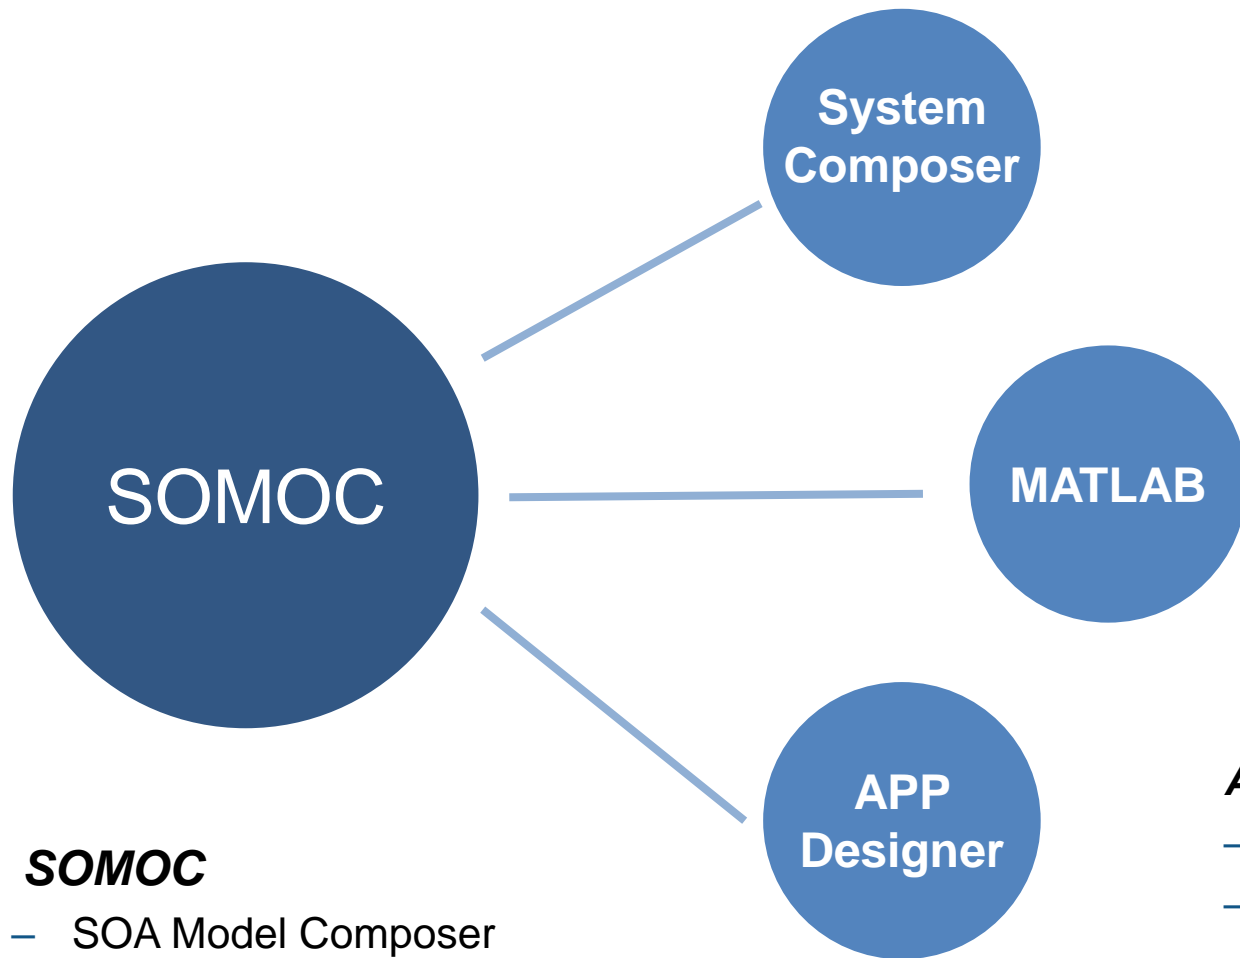 System
Composer
SOMOC
MATLAB
APP
Designer
SOMOC
– SOA Model Composer
A
–
–